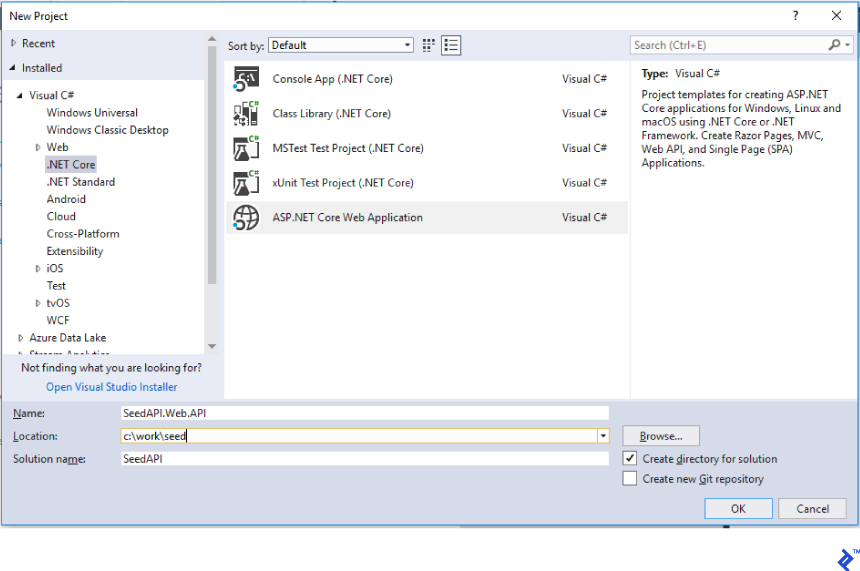 New Project
?
Recent
Installed
Visual C#
Windows Universal
Windows Classic Desktop
Web
.NET Core
.NET Standard
Android
Cloud
Cross-Platform
Extensibility
iOS
Test
tvOS
WCF
Azure Data Lake
Stream Analytics
Not finding what you are looking for?
Open Visual Studio Installer
Sort by: Default
Console App (.NET Core) Visual C#
Class Library (.NET Core) Visual C#
MSTest Test Project (.NET Core) Visual C#
xUnit Test Project (.NET Core) Visual C#
ASP.NET Core Web Application Visual C#
Search (Ctrl+E)
Type: Visual C#
Project templates for creating ASP.NET
Core applications for Windows, Linux and
macOS using .NET Core or .NET
Framework. Create Razor Pages, MVC,
Web API, and Single Page (SPA)
Applications.
Name: SeedAPI.Web.API
Location: c:\work\seed
Browse...
Solution name: SeedAPI
Create directory for solution
Create new Git repository
OK
Cancel
TM